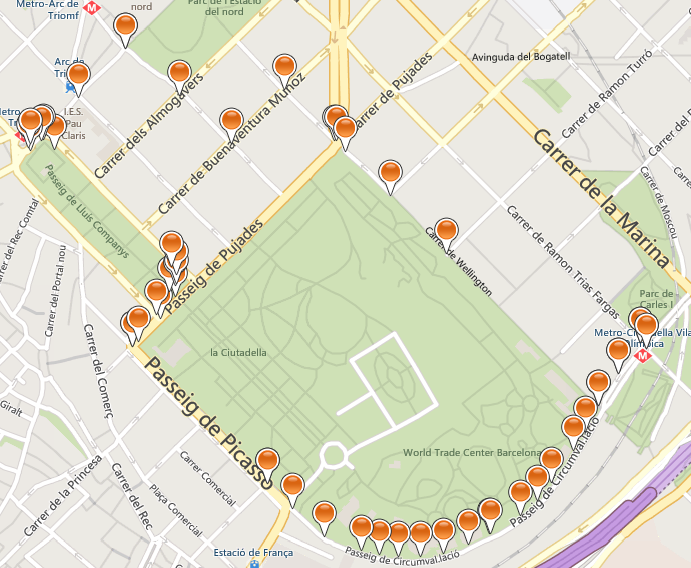 Metro-Arc de
Triomf
nord
Parc de l'Estació
del nord
Avinguda del Bogatell
Arc de
I.E.S.
Pau
Claris
Carrer dels Almogavers
Carrer de Buenaventura Muñoz
Carrer de Pujades
Carrer de Ramon Turró
Carrer de la Marina
Carrer de Moscou
Passeig de Lluís Companys
Carrer del Rec Comtal
Carrer del Portal nou
Passeig de Pujades
Carrer de Wellington
Carrer de Ramon Trias Fargas
Parc de
Carles I
Metro-Ciutadella Vila
Olímpica
la Ciutadella
Carrer del Comerç
Giralt
Passeig de Picasso
World Trade Center Barcelona
Carrer de la Princesa
Carrer Comercial
Plaça Comercial
Carrer del Rec
Estació de França
Passeig de Circumval.lació
Passeig de Circumval.lació